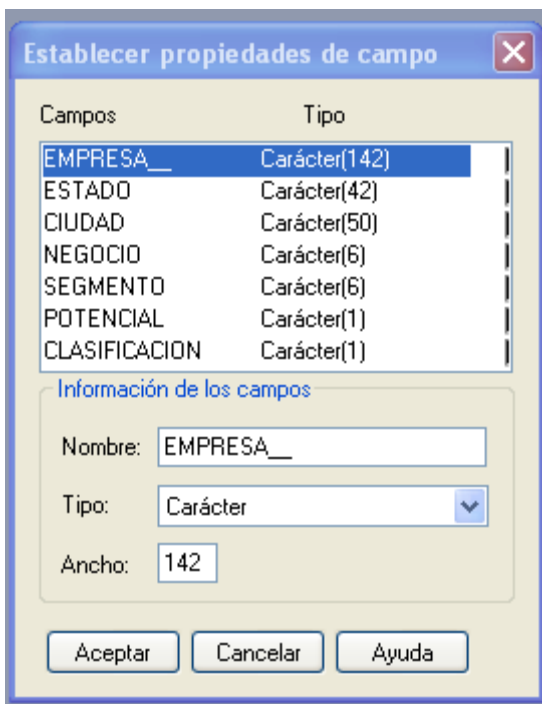 Establecer propiedades de campo
Campos Tipo
EMPRESA__ Carácter(142)
ESTADO Carácter(42)
CIUDAD Carácter(50)
NEGOCIO Carácter(6)
SEGMENTO Carácter(6)
POTENCIAL Carácter(1)
CLASIFICACION Carácter(1)
Información de los campos
Nombre: EMPRESA__
Tipo: Carácter
Ancho: 142
Aceptar Cancelar Ayuda